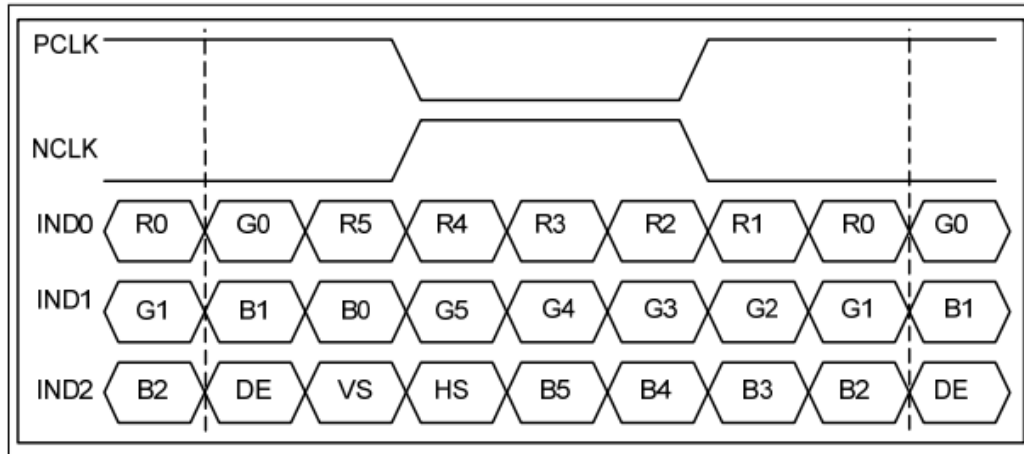 PCLK
NCLK
IND0 R0 G0 R5 R4 R3 R2 R1 R0 G0
IND1 G1 B1 B0 G5 G4 G3 G2 G1 B1
IND2 B2 DE VS HS B5 B4 B3 B2 DE